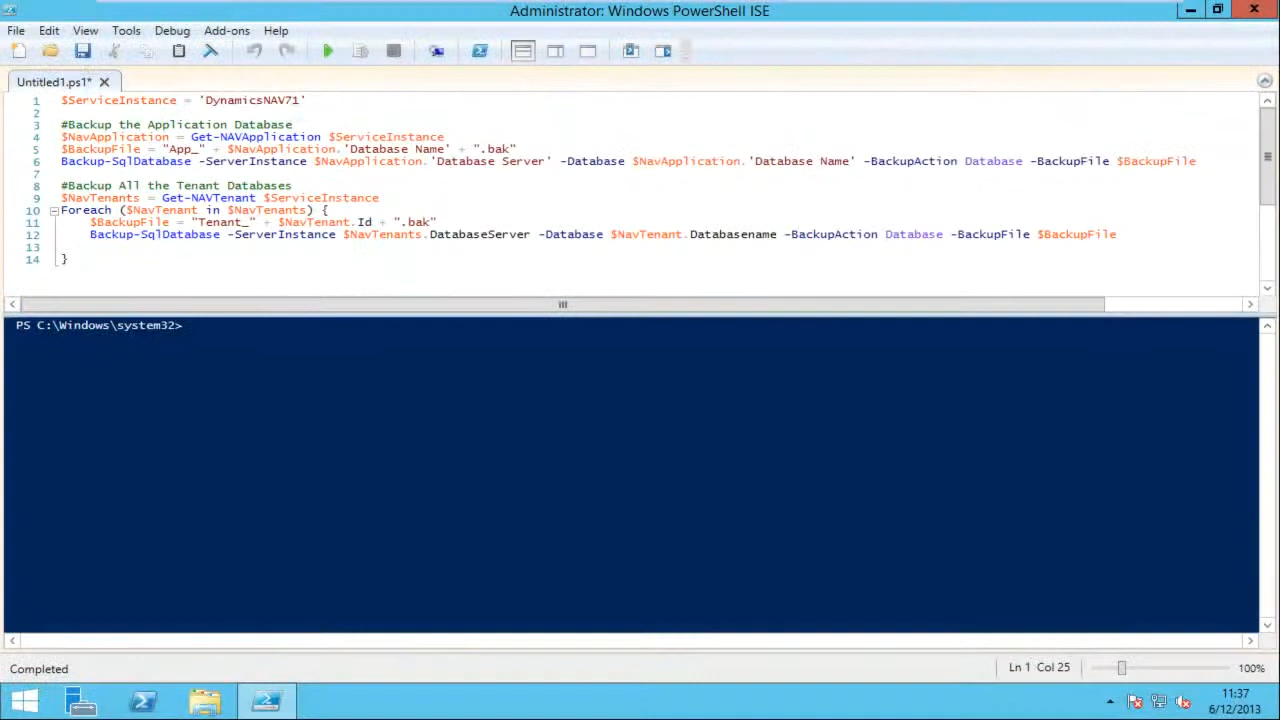 Administrator: Windows PowerShell ISE
File Edit View Tools Debug Add-ons Help
Untitled1.ps1*
1 $ServiceInstance = 'DynamicsNAV71'
2
3 #Backup the Application Database
4 $NavApplication = Get-NAVApplication $ServiceInstance
5 $BackupFile = "App_" + $NavApplication.'Database Name' + ".bak"
6 Backup-SqlDatabase -ServerInstance $NavApplication.'Database Server' -Database $NavApplication.'Database Name' -BackupAction Database -BackupFile $BackupFile
7
8 #Backup All the Tenant Databases
9 $NavTenants = Get-NAVTenant $ServiceInstance
10 Foreach ($NavTenant in $NavTenants) {
11 $BackupFile = "Tenant_" + $NavTenant.Id + ".bak"
12 Backup-SqlDatabase -ServerInstance $NavTenants.DatabaseServer -Database $NavTenant.Databasename -BackupAction Database -BackupFile $BackupFile
13
14 }
PS C:\Windows\system32>
Completed
Ln 1 Col 25
100%
11:37
6/12/2013